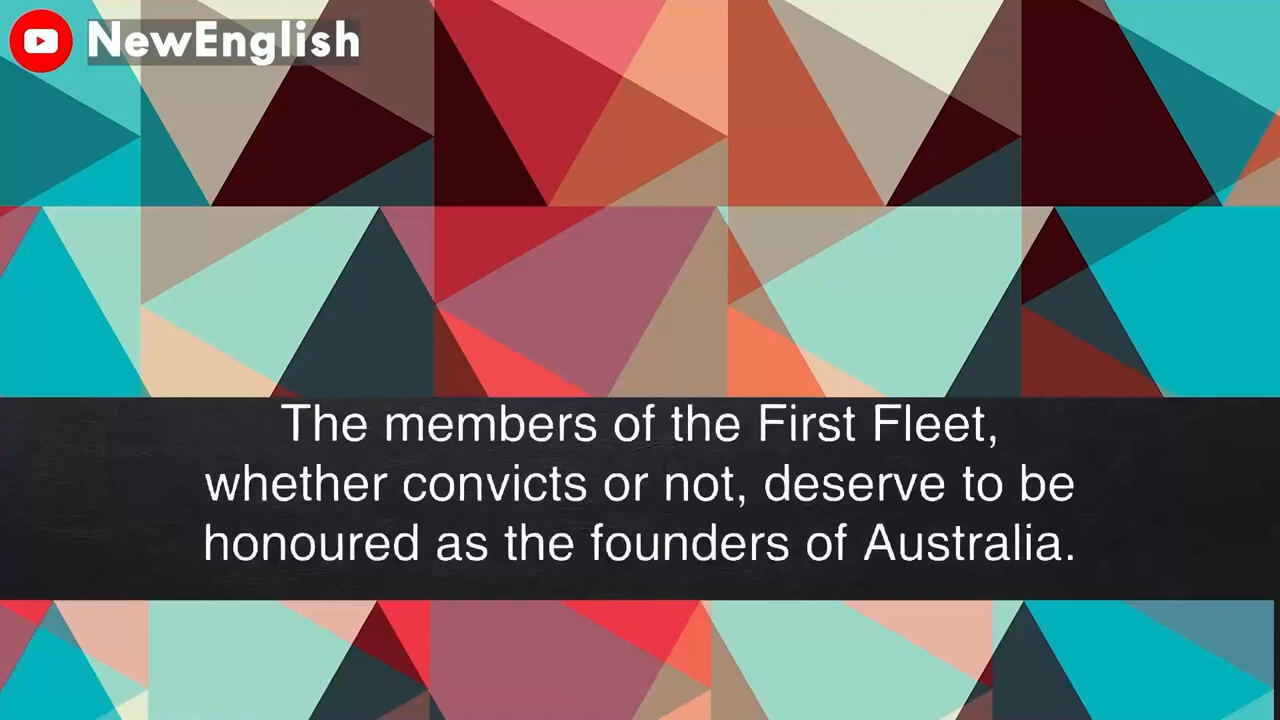 NewEnglish
The members of the First Fleet,
whether convicts or not, deserve to be
honoured as the founders of Australia.